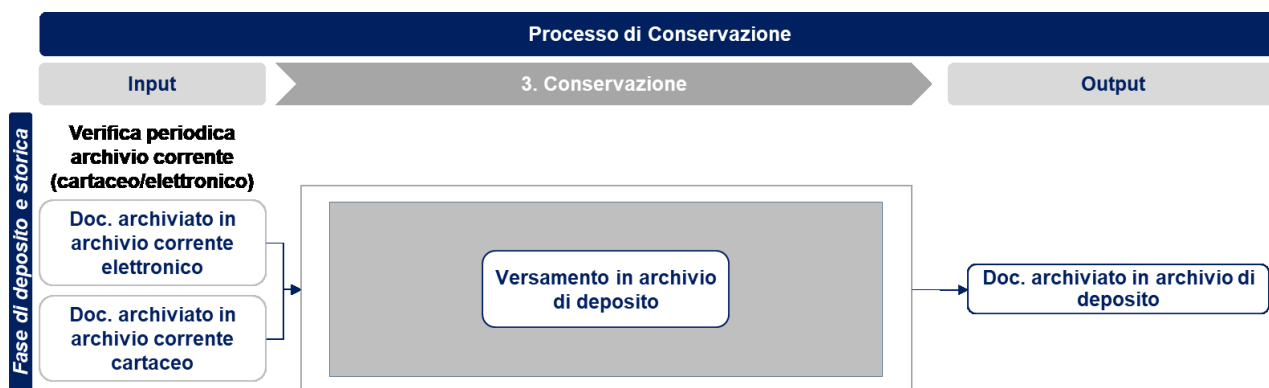 Processo di Conservazione
Input
3. Conservazione
Output
Fase di deposito e storica
Verifica periodica
archivio corrente
(cartaceo/elettronico)
Doc. archiviato in
archivio corrente
elettronico
Doc. archiviato in
archivio corrente
cartaceo
Versamento in archivio
di deposito
Doc. archiviato in archivio di
deposito